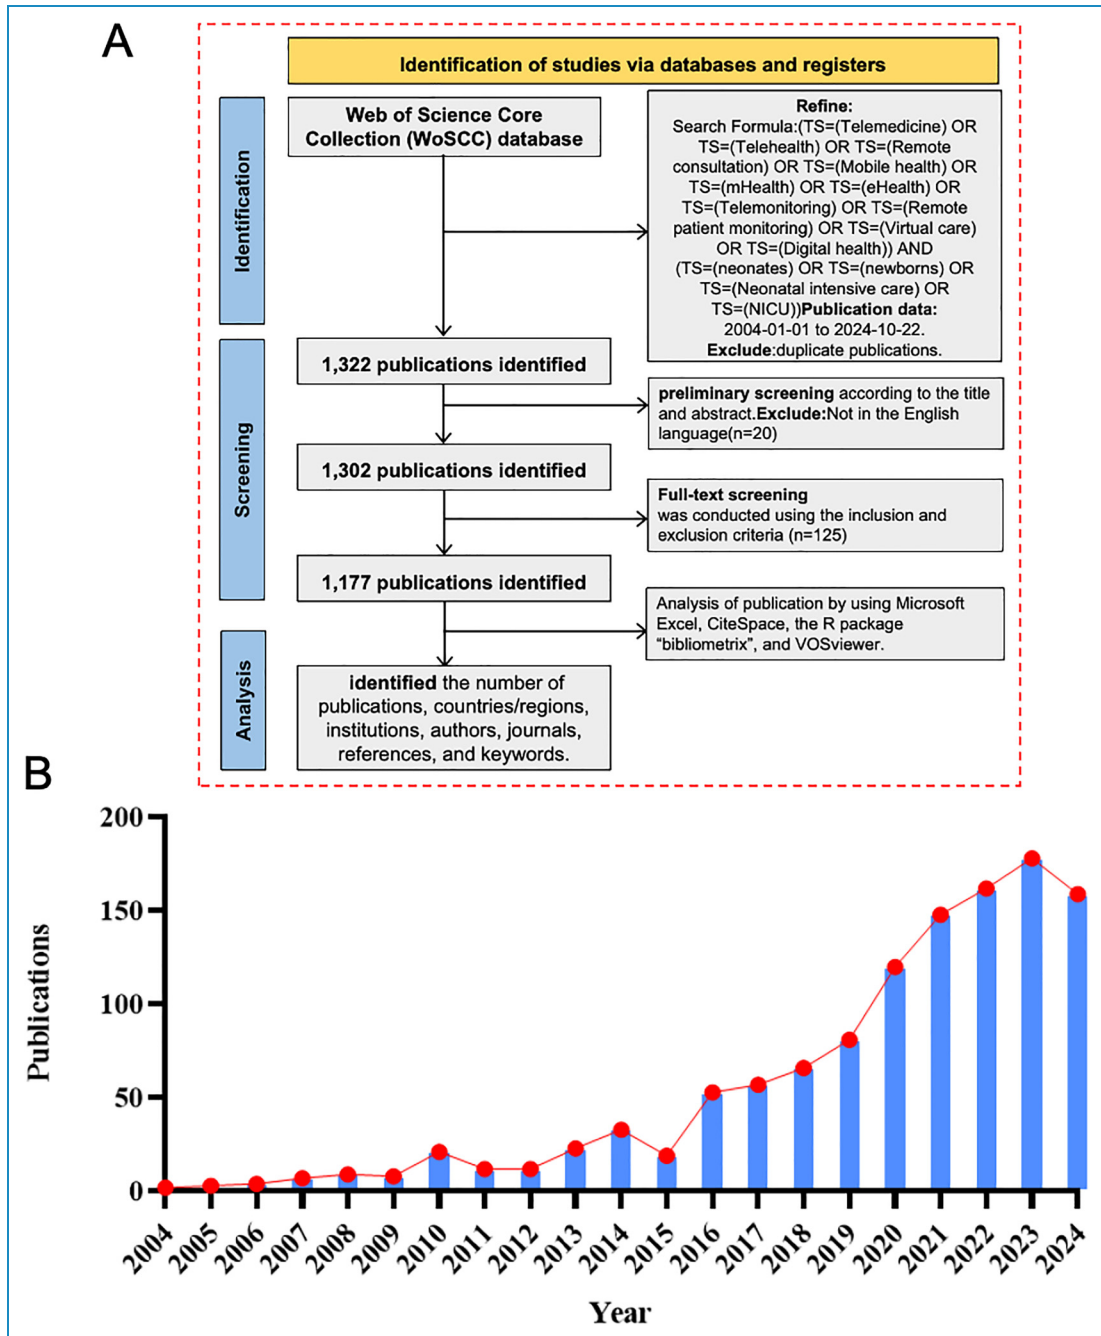 A
Identification of studies via databases and registers
Identification
Web of Science Core
Collection (WoSCC) database
Refine:
Search Formula:(TS=(Telemedicine) OR
TS=(Telehealth) OR TS=(Remote
consultation) OR TS=(Mobile health) OR
TS=(mHealth) OR TS=(eHealth) OR
TS=(Telemonitoring) OR TS=(Remote
patient monitoring) OR TS=(Virtual care)
OR TS=(Digital health)) AND
(TS=(neonates) OR TS=(newborns) OR
TS=(Neonatal intensive care) OR
TS=(NICU))Publication data:
2004-01-01 to 2024-10-22.
Exclude:duplicate publications.
Screening
1,322 publications identified
preliminary screening according to the title
and abstract.Exclude:Not in the English
language(n=20)
1,302 publications identified
Full-text screening
was conducted using the inclusion and
exclusion criteria (n=125)
1,177 publications identified
Analysis of publication by using Microsoft
Excel, CiteSpace, the R package
“bibliometrix”, and VOSviewer.
Analysis
identified the number of
publications, countries/regions,
institutions, authors, journals,
references, and keywords.
B
Publications
200
150
100
50
0
2004
2005
2006
2007
2008
2009
2010
2011
2012
2013
2014
2015
2016
2017
2018
2019
2020
2021
2022
2023
2024
Year